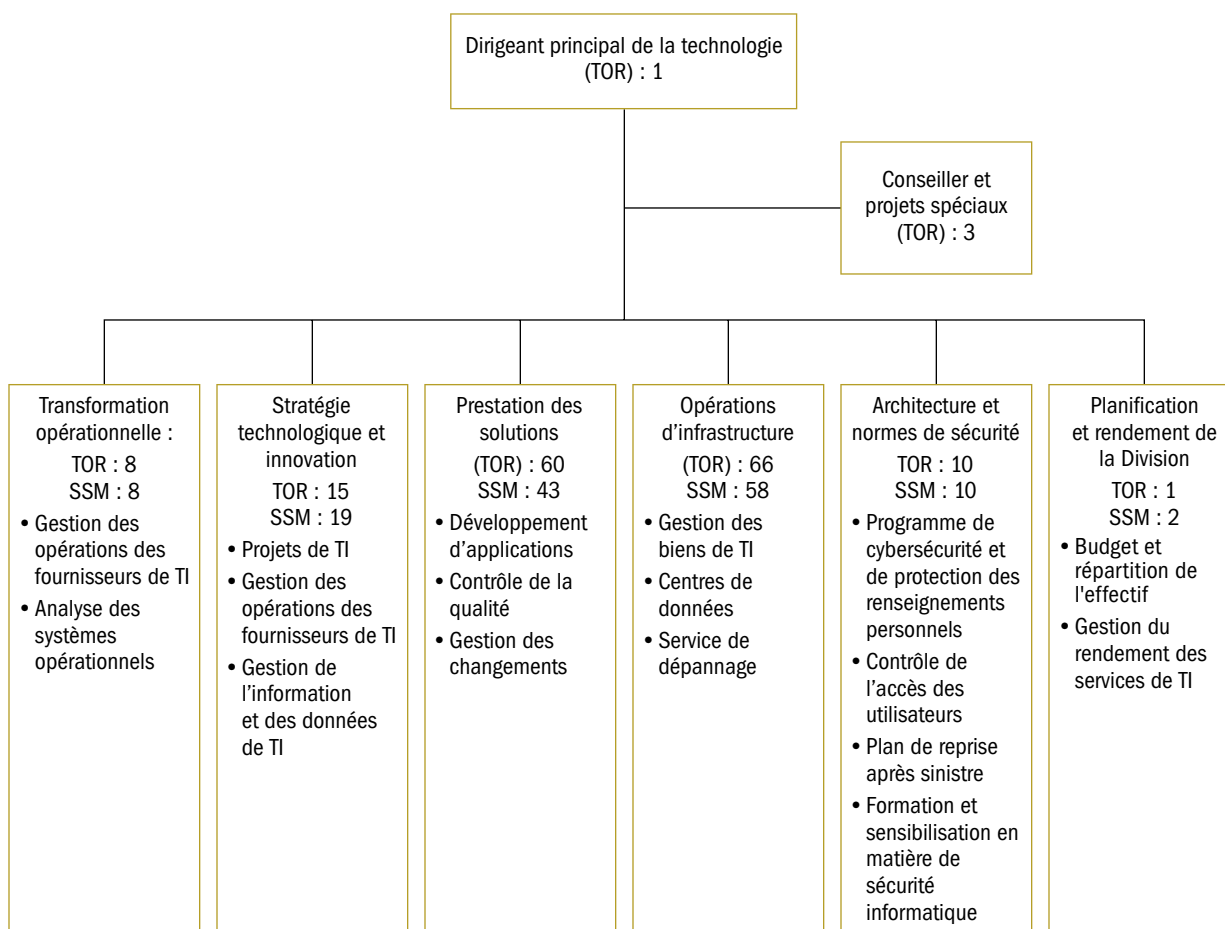 Dirigeant principal de la technologie
(TOR) : 1
Conseiller et
projets spéciaux
(TOR) : 3
Transformation
opérationnelle :
TOR : 8
SSM : 8
• Gestion des
opérations des
fournisseurs de TI
• Analyse des
systèmes
opérationnels
Stratégie
technologique et
innovation
TOR : 15
SSM : 19
• Projets de TI
• Gestion des
opérations des
fournisseurs de TI
• Gestion de
l’information
et des données
de TI
Prestation des
solutions
(TOR) : 60
SSM : 43
• Développement
d’applications
• Contrôle de la
qualité
• Gestion des
changements
Opérations
d’infrastructure
(TOR) : 66
SSM : 58
• Gestion des
biens de TI
• Centres de
données
• Service de
dépannage
Architecture et
normes de sécurité
TOR : 10
SSM : 10
• Programme de
cybersécurité et
de protection des
renseignements
personnels
• Contrôle de
l’accès des
utilisateurs
• Plan de reprise
après sinistre
• Formation et
sensibilisation en
matière de
sécurité
informatique
Planification
et rendement de
la Division
TOR : 1
SSM : 2
• Budget et
répartition de
l'effectif
• Gestion du
rendement des
services de TI